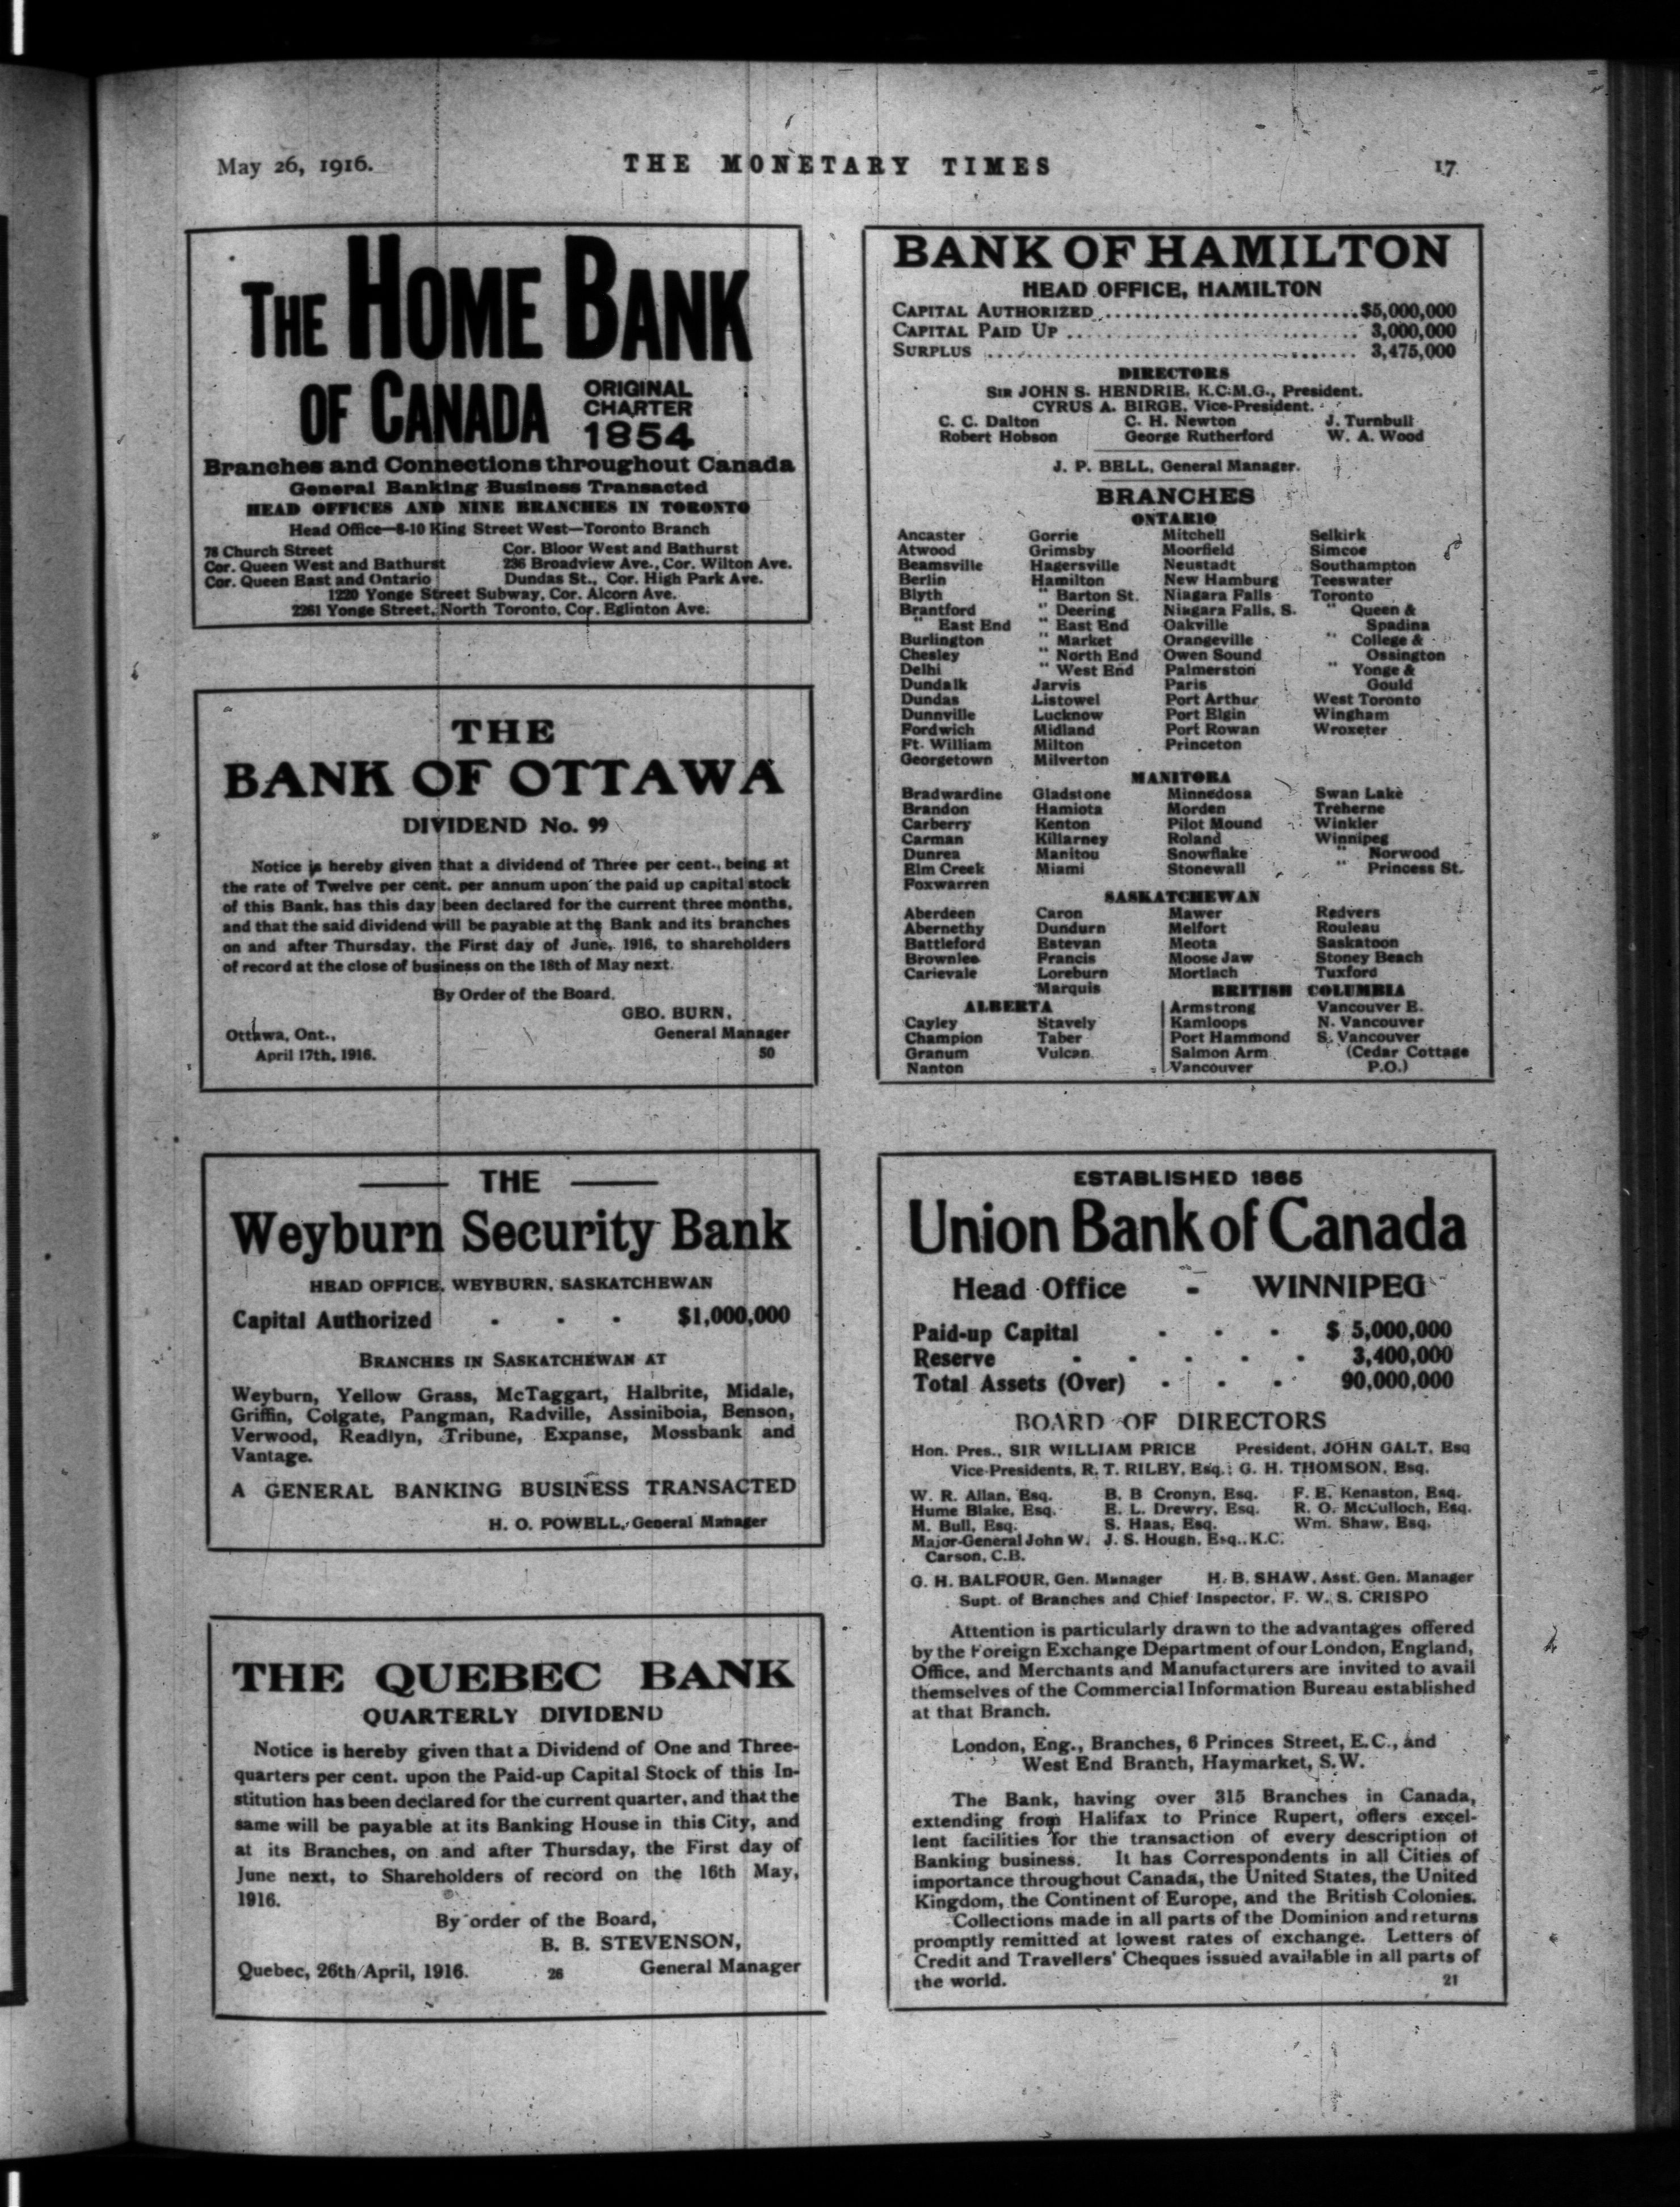 May 26, 1916.
THE MONETARY TIMES
17
THE HOME BANK
OF CANADA
ORIGINAL
CHARTER
1854
Branches and Connections throughout Canada
General Banking Business Transacted
HEAD OFFICES AND NINE BRANCHES IN TORONTO
Head Office—8-10 King Street West—Toronto Branch
78 Church Street
Cor. Queen West and Bathurst
Cor. Queen East and Ontario
Cor. Bloor West and Bathurst
236 Broadview Ave., Cor. Wilton Ave.
Dundas St., Cor. High Park Ave.
1220 Yonge Street Subway, Cor. Alcorn Ave.
2261 Yonge Street, North Toronto, Cor. Eglinton Ave.
THE
BANK OF OTTAWA
DIVIDEND No. 99
Notice is hereby given that a dividend of Three per cent., being at
the rate of Twelve per cent. per annum upon the paid up capital stock
of this Bank, has this day been declared for the current three months,
and that the said dividend will be payable at the Bank and its branches
on and after Thursday, the First day of June, 1916, to shareholders
of record at the close of business on the 18th of May next.
By Order of the Board,
GEO. BURN,
General Manager
Ottawa, Ont.,
April 17th, 1916.
50
THE
Weyburn Security Bank
HEAD OFFICE, WEYBURN, SASKATCHEWAN
Capital Authorized . . . $1,000,000
BRANCHES IN SASKATCHEWAN AT
Weyburn, Yellow Grass, McTaggart, Halbrite, Midale,
Griffin, Colgate, Pangman, Radville, Assiniboia, Benson,
Verwood, Readlyn, Tribune, Expanse, Mossbank and
Vantage.
A GENERAL BANKING BUSINESS TRANSACTED
H. O. POWELL, General Manager
THE QUEBEC BANK
QUARTERLY DIVIDEND
Notice is hereby given that a Dividend of One and Three-
quarters per cent. upon the Paid-up Capital Stock of this In-
stitution has been declared for the current quarter, and that the
same will be payable at its Banking House in this City, and
at its Branches, on and after Thursday, the First day of
June next, to Shareholders of record on the 16th May,
1916.
By order of the Board,
B. B. STEVENSON,
Quebec, 26th April, 1916. 26 General Manager
BANK OF HAMILTON
HEAD OFFICE, HAMILTON
CAPITAL AUTHORIZED $5,000,000
CAPITAL PAID UP 3,000,000
SURPLUS 3,475,000
DIRECTORS
SIR JOHN S. HENDRIE, K.C.M.G., President.
CYRUS A. BIRGE, Vice-President.
C. C. Dalton C. H. Newton J. Turnbull
Robert Hobson George Rutherford W. A. Wood
J. P. BELL, General Manager.
BRANCHES
ONTARIO
Ancaster Gorrie Mitchell Selkirk
Atwood Grimsby Moorfield Simcoe
Beamsville Hagersville Neustadt Southampton
Berlin Hamilton New Hamburg Teeswater
Blyth " Barton St. Niagara Falls Toronto
Brantford " Deering Niagara Falls, S. " Queen &
" East End " East End Oakville Spadina
Burlington " Market Orangeville " College &
Chesley " North End Owen Sound Ossington
Delhi " West End Palmerston " Yonge &
Dundalk Jarvis Paris Gould
Dundas Listowel Port Arthur West Toronto
Dunnville Lucknow Port Elgin Wingham
Fordwich Midland Port Rowan Wroxeter
Ft. William Milton Princeton
Georgetown Milverton
MANITOBA
Bradwardine Gladstone Minnedosa Swan Lake
Brandon Hamiota Morden Treherne
Carberry Kenton Pilot Mound Winkler
Carman Killarney Roland Winnipeg
Dunrea Manitou Snowflake " Norwood
Elm Creek Miami Stonewall " Princess St.
Foxwarren
SASKATCHEWAN
Aberdeen Caron Mawer Redvers
Abernethy Dundurn Melfort Rouleau
Battleford Estevan Meota Saskatoon
Brownlee Francis Moose Jaw Stoney Beach
Carievale Loreburn Mortlach Tuxford
Marquis
ALBERTA
Cayley Stavely
Champion Taber
Granum Vulcan
Nanton
BRITISH COLUMBIA
Armstrong Vancouver E.
Kamloops N. Vancouver
Port Hammond S. Vancouver
Salmon Arm (Cedar Cottage
Vancouver P.O.)
ESTABLISHED 1865
Union Bank of Canada
Head Office - WINNIPEG
Paid-up Capital . . . $ 5,000,000
Reserve . . . . . 3,400,000
Total Assets (Over) . . . 90,000,000
BOARD OF DIRECTORS
Hon. Pres., SIR WILLIAM PRICE President, JOHN GALT, Esq
Vice-Presidents, R. T. RILEY, Esq.; G. H. THOMSON, Esq.
W. R. Allan, Esq. B. B Cronyn, Esq. F. E. Kenaston, Esq.
Hume Blake, Esq. E. L. Drewry, Esq. R. O. McCulloch, Esq.
M. Bull, Esq. S. Haas, Esq. Wm. Shaw, Esq.
Major-General John W. J. S. Hough, Esq., K.C.
Carson, C.B.
G. H. BALFOUR, Gen. Manager H. B. SHAW, Asst. Gen. Manager
Supt. of Branches and Chief Inspector, F. W. S. CRISPO
Attention is particularly drawn to the advantages offered
by the Foreign Exchange Department of our London, England,
Office, and Merchants and Manufacturers are invited to avail
themselves of the Commercial Information Bureau established
at that Branch.
London, Eng., Branches, 6 Princes Street, E.C., and
West End Branch, Haymarket, S.W.
The Bank, having over 315 Branches in Canada,
extending from Halifax to Prince Rupert, offers excel-
lent facilities for the transaction of every description of
Banking business. It has Correspondents in all Cities of
importance throughout Canada, the United States, the United
Kingdom, the Continent of Europe, and the British Colonies.
Collections made in all parts of the Dominion and returns
promptly remitted at lowest rates of exchange. Letters of
Credit and Travellers' Cheques issued available in all parts of
the world. 21